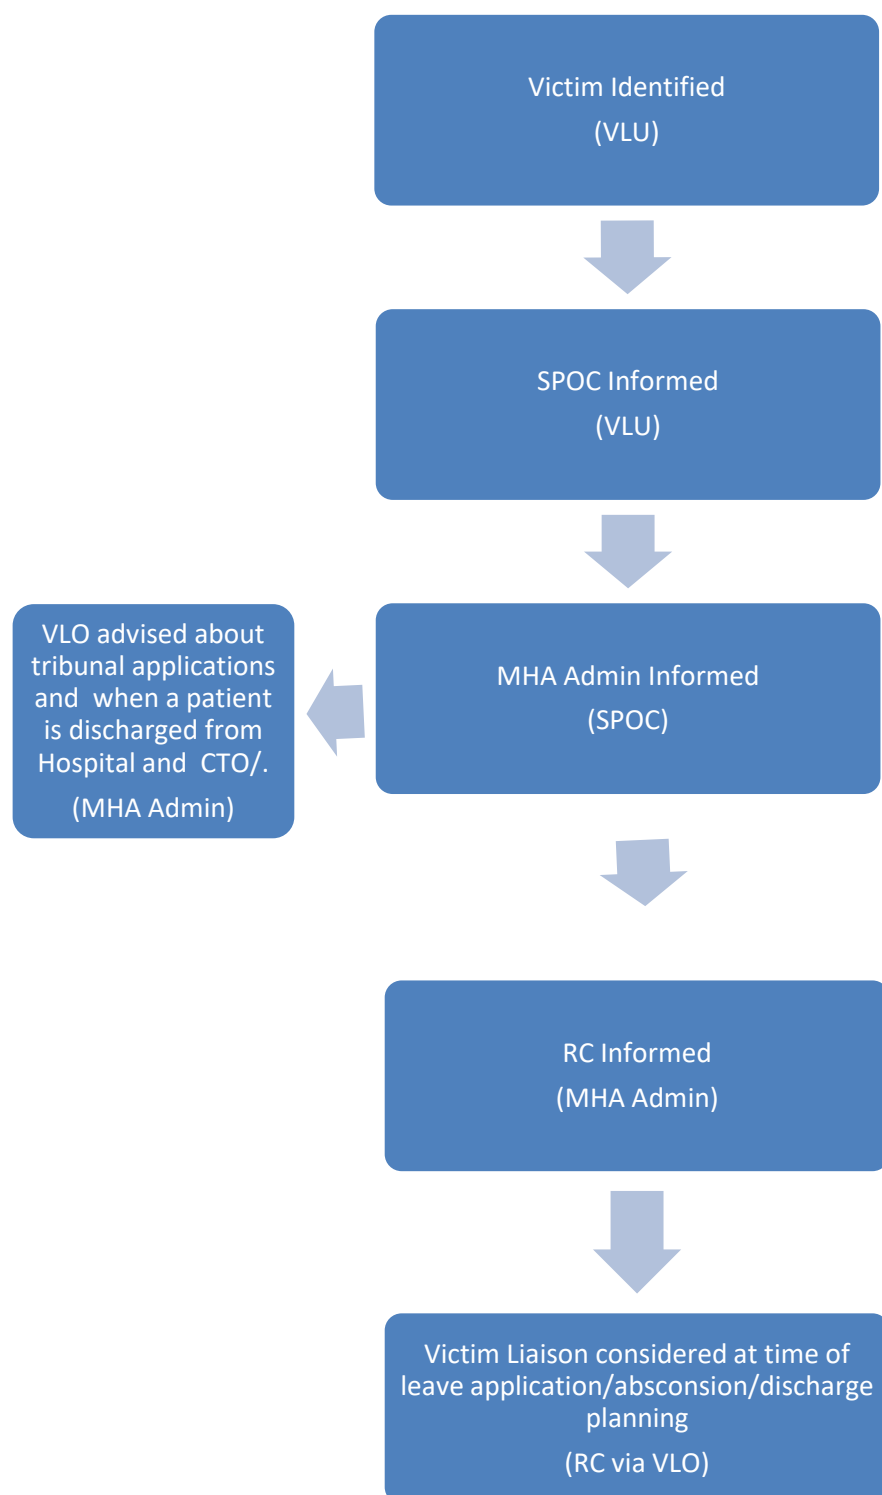 Victim Identified
(VLU)
SPOC Informed
(VLU)
MHA Admin Informed
(SPOC)
VLO advised about
tribunal applications
and when a patient
is discharged from
Hospital and CTO/.
(MHA Admin)
RC Informed
(MHA Admin)
Victim Liaison considered at time of
leave application/absconsion/discharge
planning
(RC via VLO)